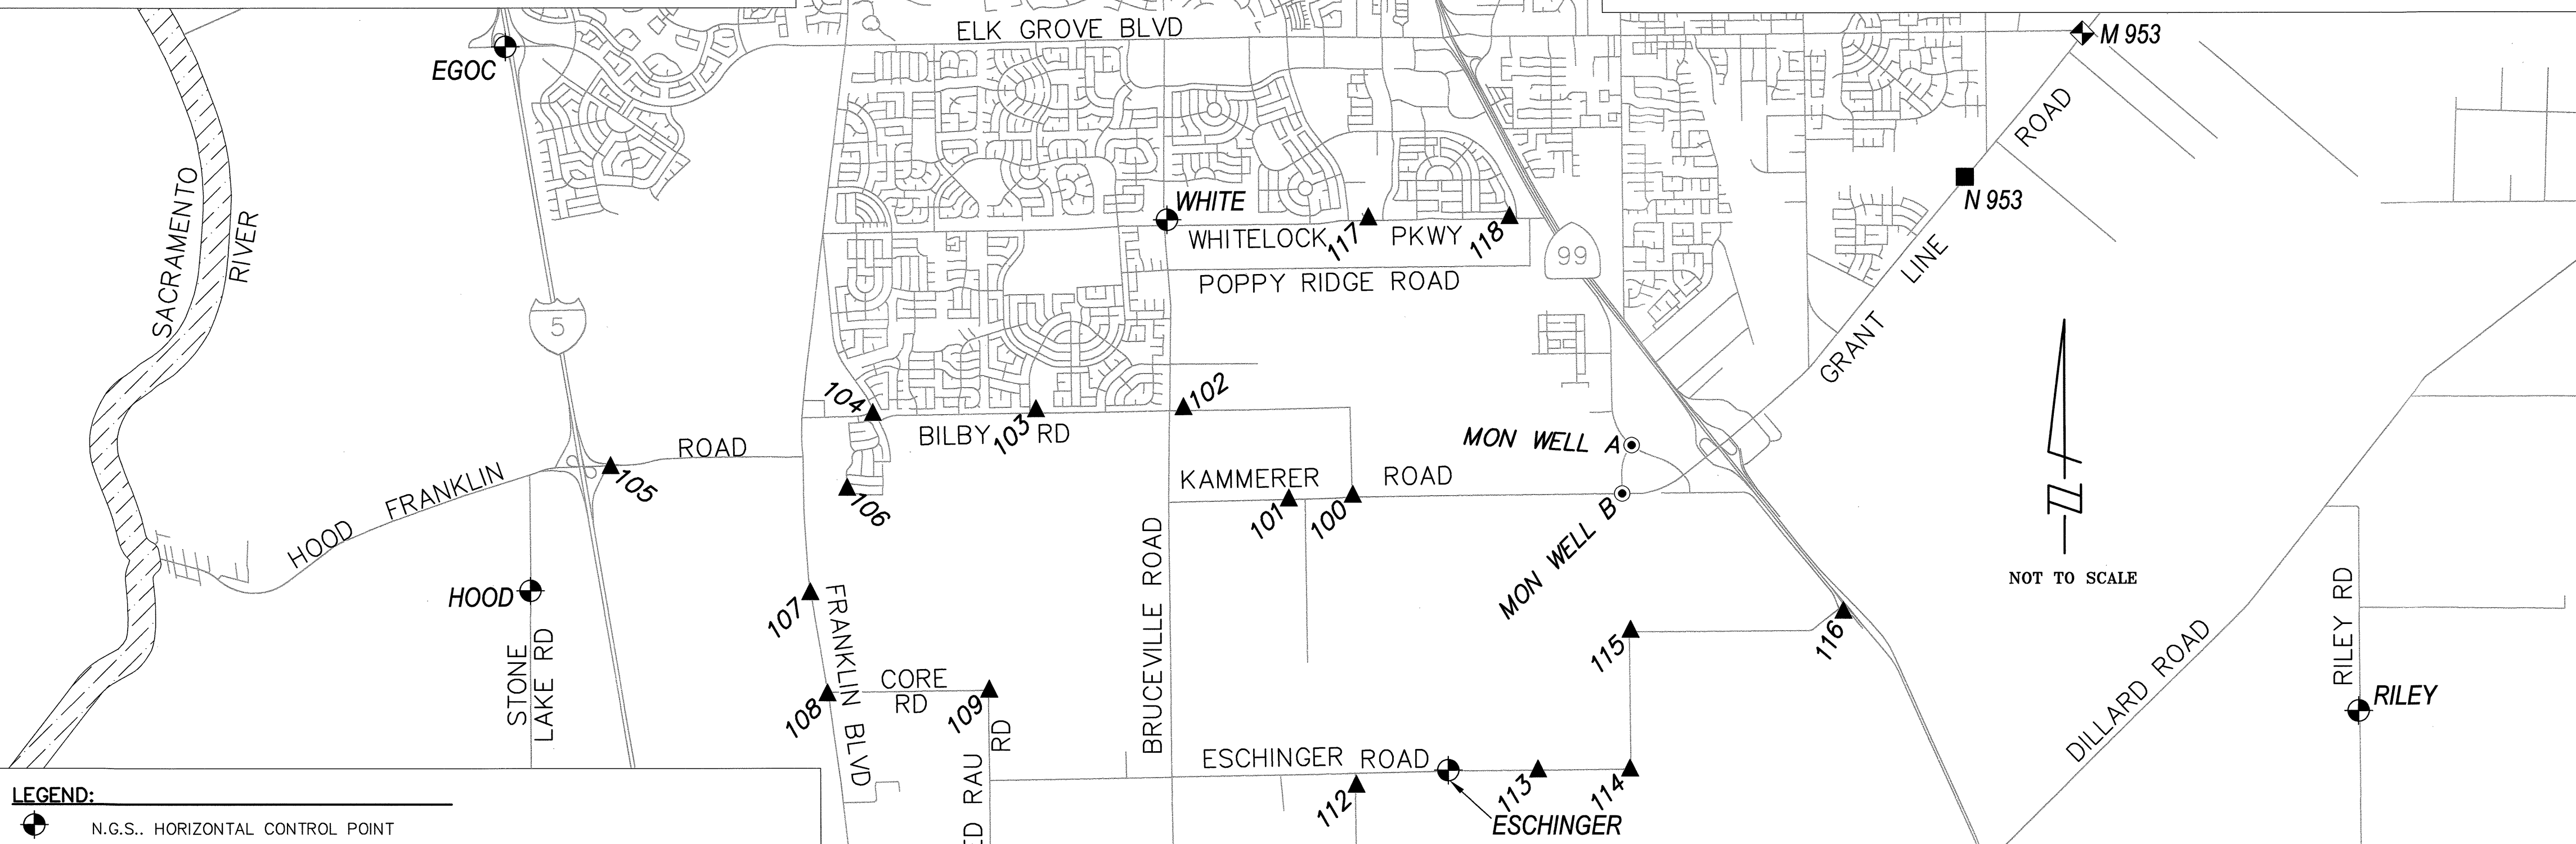 ELK GROVE BLVD
M 953
EGOC
ROAD
SACRAMENTO
RIVER
WHITE
N 953
WHITELOCK
117
PKWY
118
99
LINE
POPPY RIDGE ROAD
5
GRANT
104
102
BILBY
103
RD
MON WELL A
ROAD
105
HOOD
FRANKLIN
106
KAMMERER
ROAD
101
100
MON WELL B
NOT TO SCALE
HOOD
107
FRANKLIN BLVD
BRUCEVILLE ROAD
115
116
STONE
LAKE RD
CORE
RD
108
109
RD
DILLARD ROAD
RILEY RD
RILEY
ESCHINGER ROAD
ED RAU
112
113
114
ESCHINGER
LEGEND:
N.G.S.. HORIZONTAL CONTROL POINT